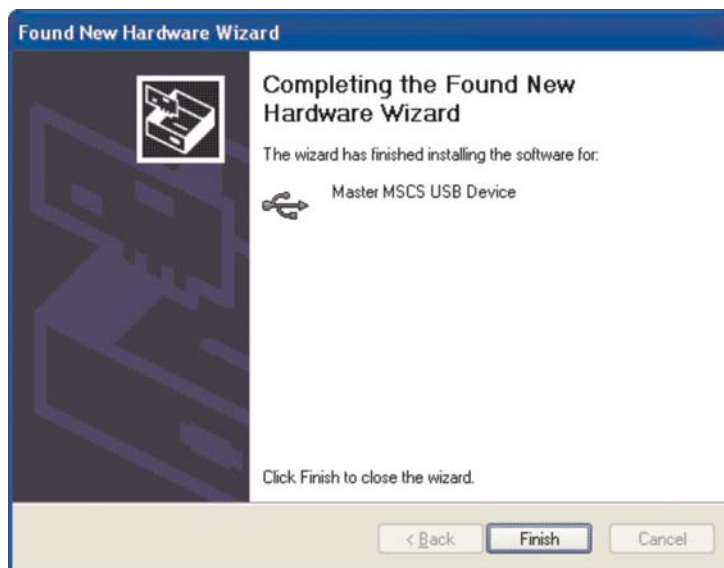 Found New Hardware Wizard
Completing the Found New
Hardware Wizard
The wizard has finished installing the software for:
Master MSCS USB Device
Click Finish to close the wizard.
< Back
Finish
Cancel